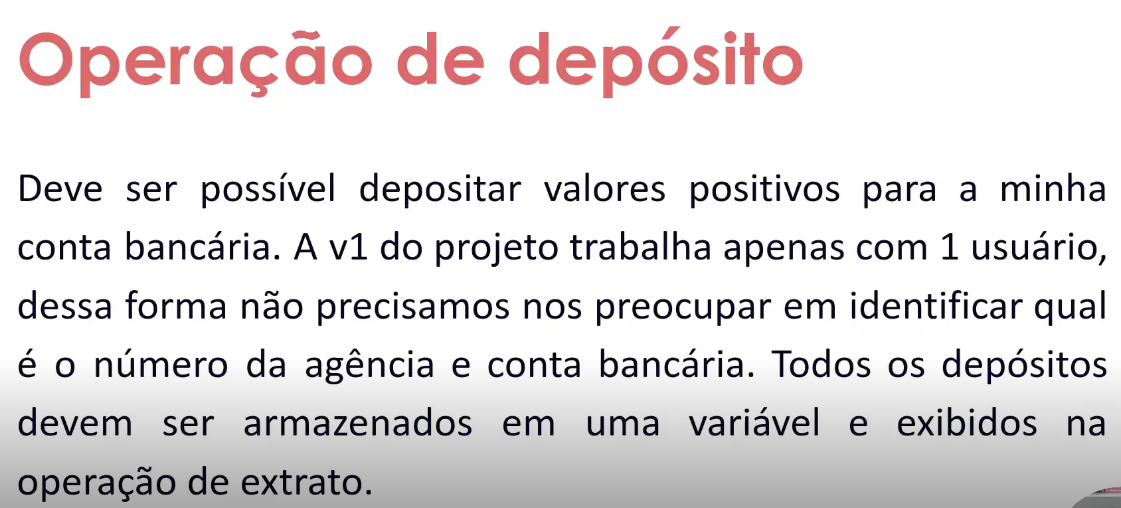 Operação de depósito
Deve ser possível depositar valores positivos para a minha
conta bancária. A v1 do projeto trabalha apenas com 1 usuário,
dessa forma não precisamos nos preocupar em identificar qual
é o número da agência e conta bancária. Todos os depósitos
devem ser armazenados em uma variável e exibidos na
operação de extrato.